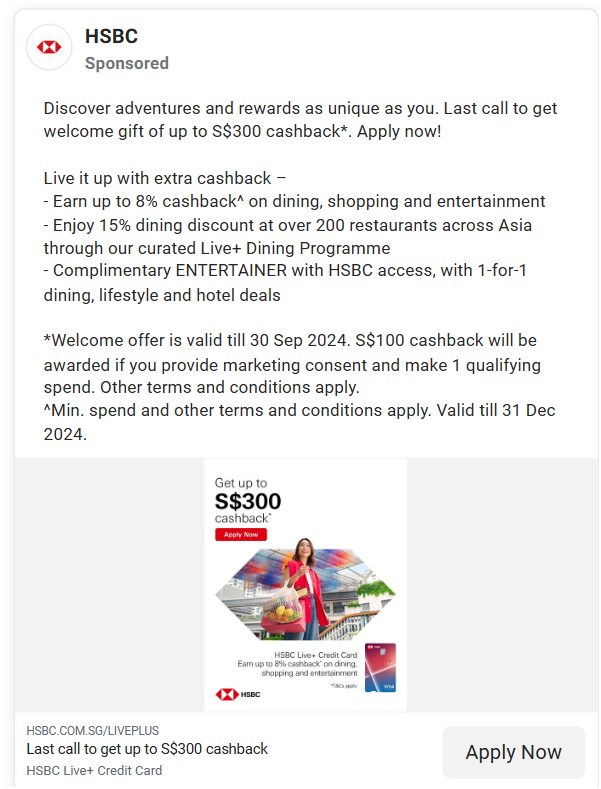 HSBC
Sponsored
Discover adventures and rewards as unique as you. Last call to get
welcome gift of up to S$300 cashback*. Apply now!
Live it up with extra cashback –
- Earn up to 8% cashback^ on dining, shopping and entertainment
- Enjoy 15% dining discount at over 200 restaurants across Asia
through our curated Live+ Dining Programme
- Complimentary ENTERTAINER with HSBC access, with 1-for-1
dining, lifestyle and hotel deals
*Welcome offer is valid till 30 Sep 2024. S$100 cashback will be
awarded if you provide marketing consent and make 1 qualifying
spend. Other terms and conditions apply.
^Min. spend and other terms and conditions apply. Valid till 31 Dec
2024.
Get up to
S$300
cashback*
Apply Now
HSBC Live+ Credit Card
Earn up to 8% cashback* on dining,
shopping and entertainment
*T&Cs apply.
VISA
HSBC
HSBC.COM.SG/LIVEPLUS
Last call to get up to S$300 cashback
HSBC Live+ Credit Card
Apply Now